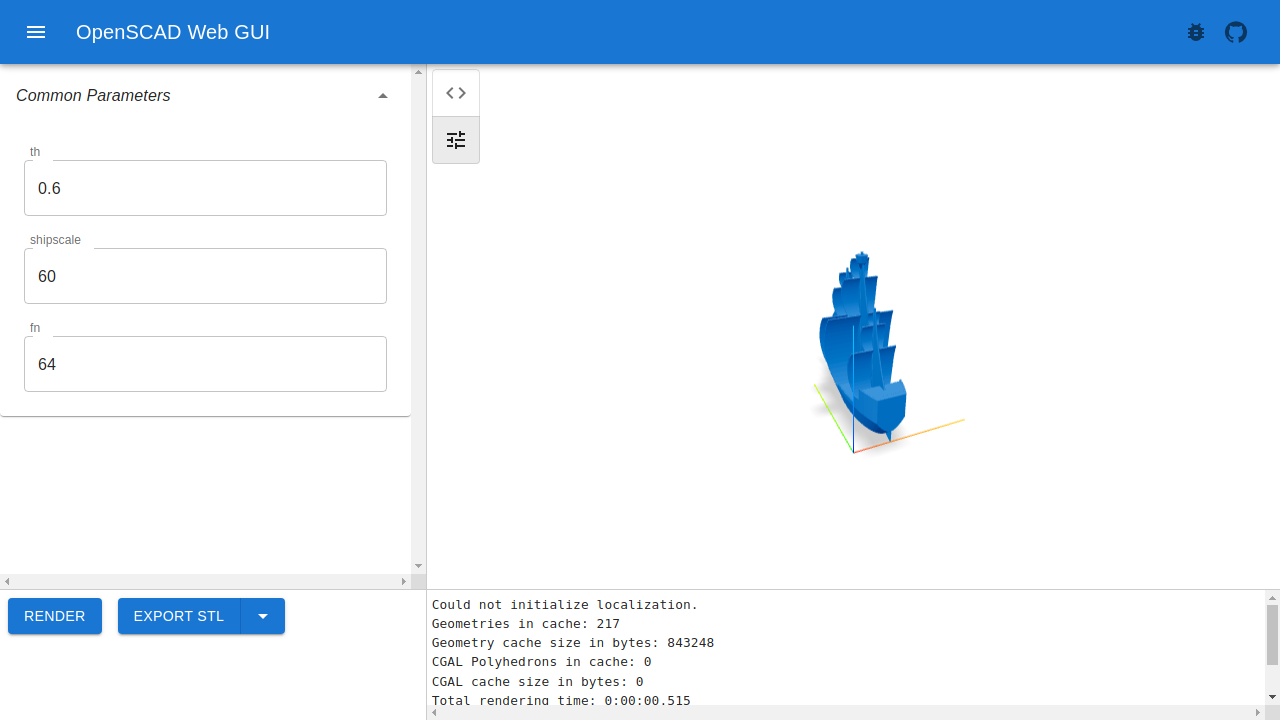 OpenSCAD Web GUI
Common Parameters
th
0.6
shipscale
60
fn
64
RENDER
EXPORT STL
Could not initialize localization.
Geometries in cache: 217
Geometry cache size in bytes: 843248
CGAL Polyhedrons in cache: 0
CGAL cache size in bytes: 0
Total rendering time: 0:00:00.515